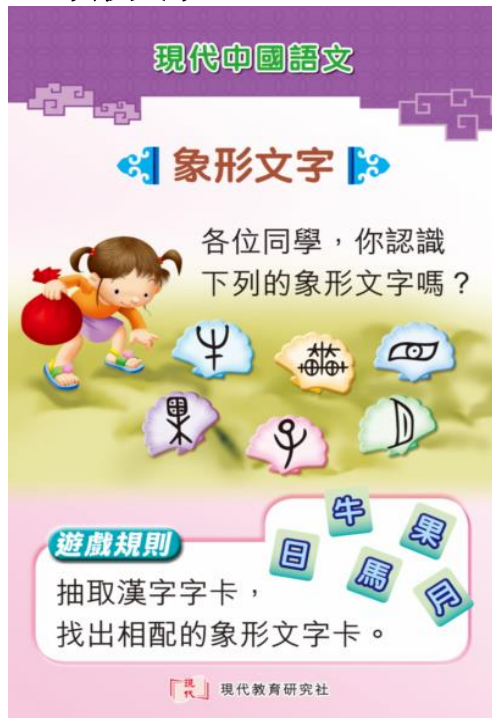 現代中國語文
象形文字
各位同學，你認識
下列的象形文字嗎？
遊戲規則
牛
果
日
馬
月
抽取漢字字卡，
找出相配的象形文字卡。
現代
現代教育研究社